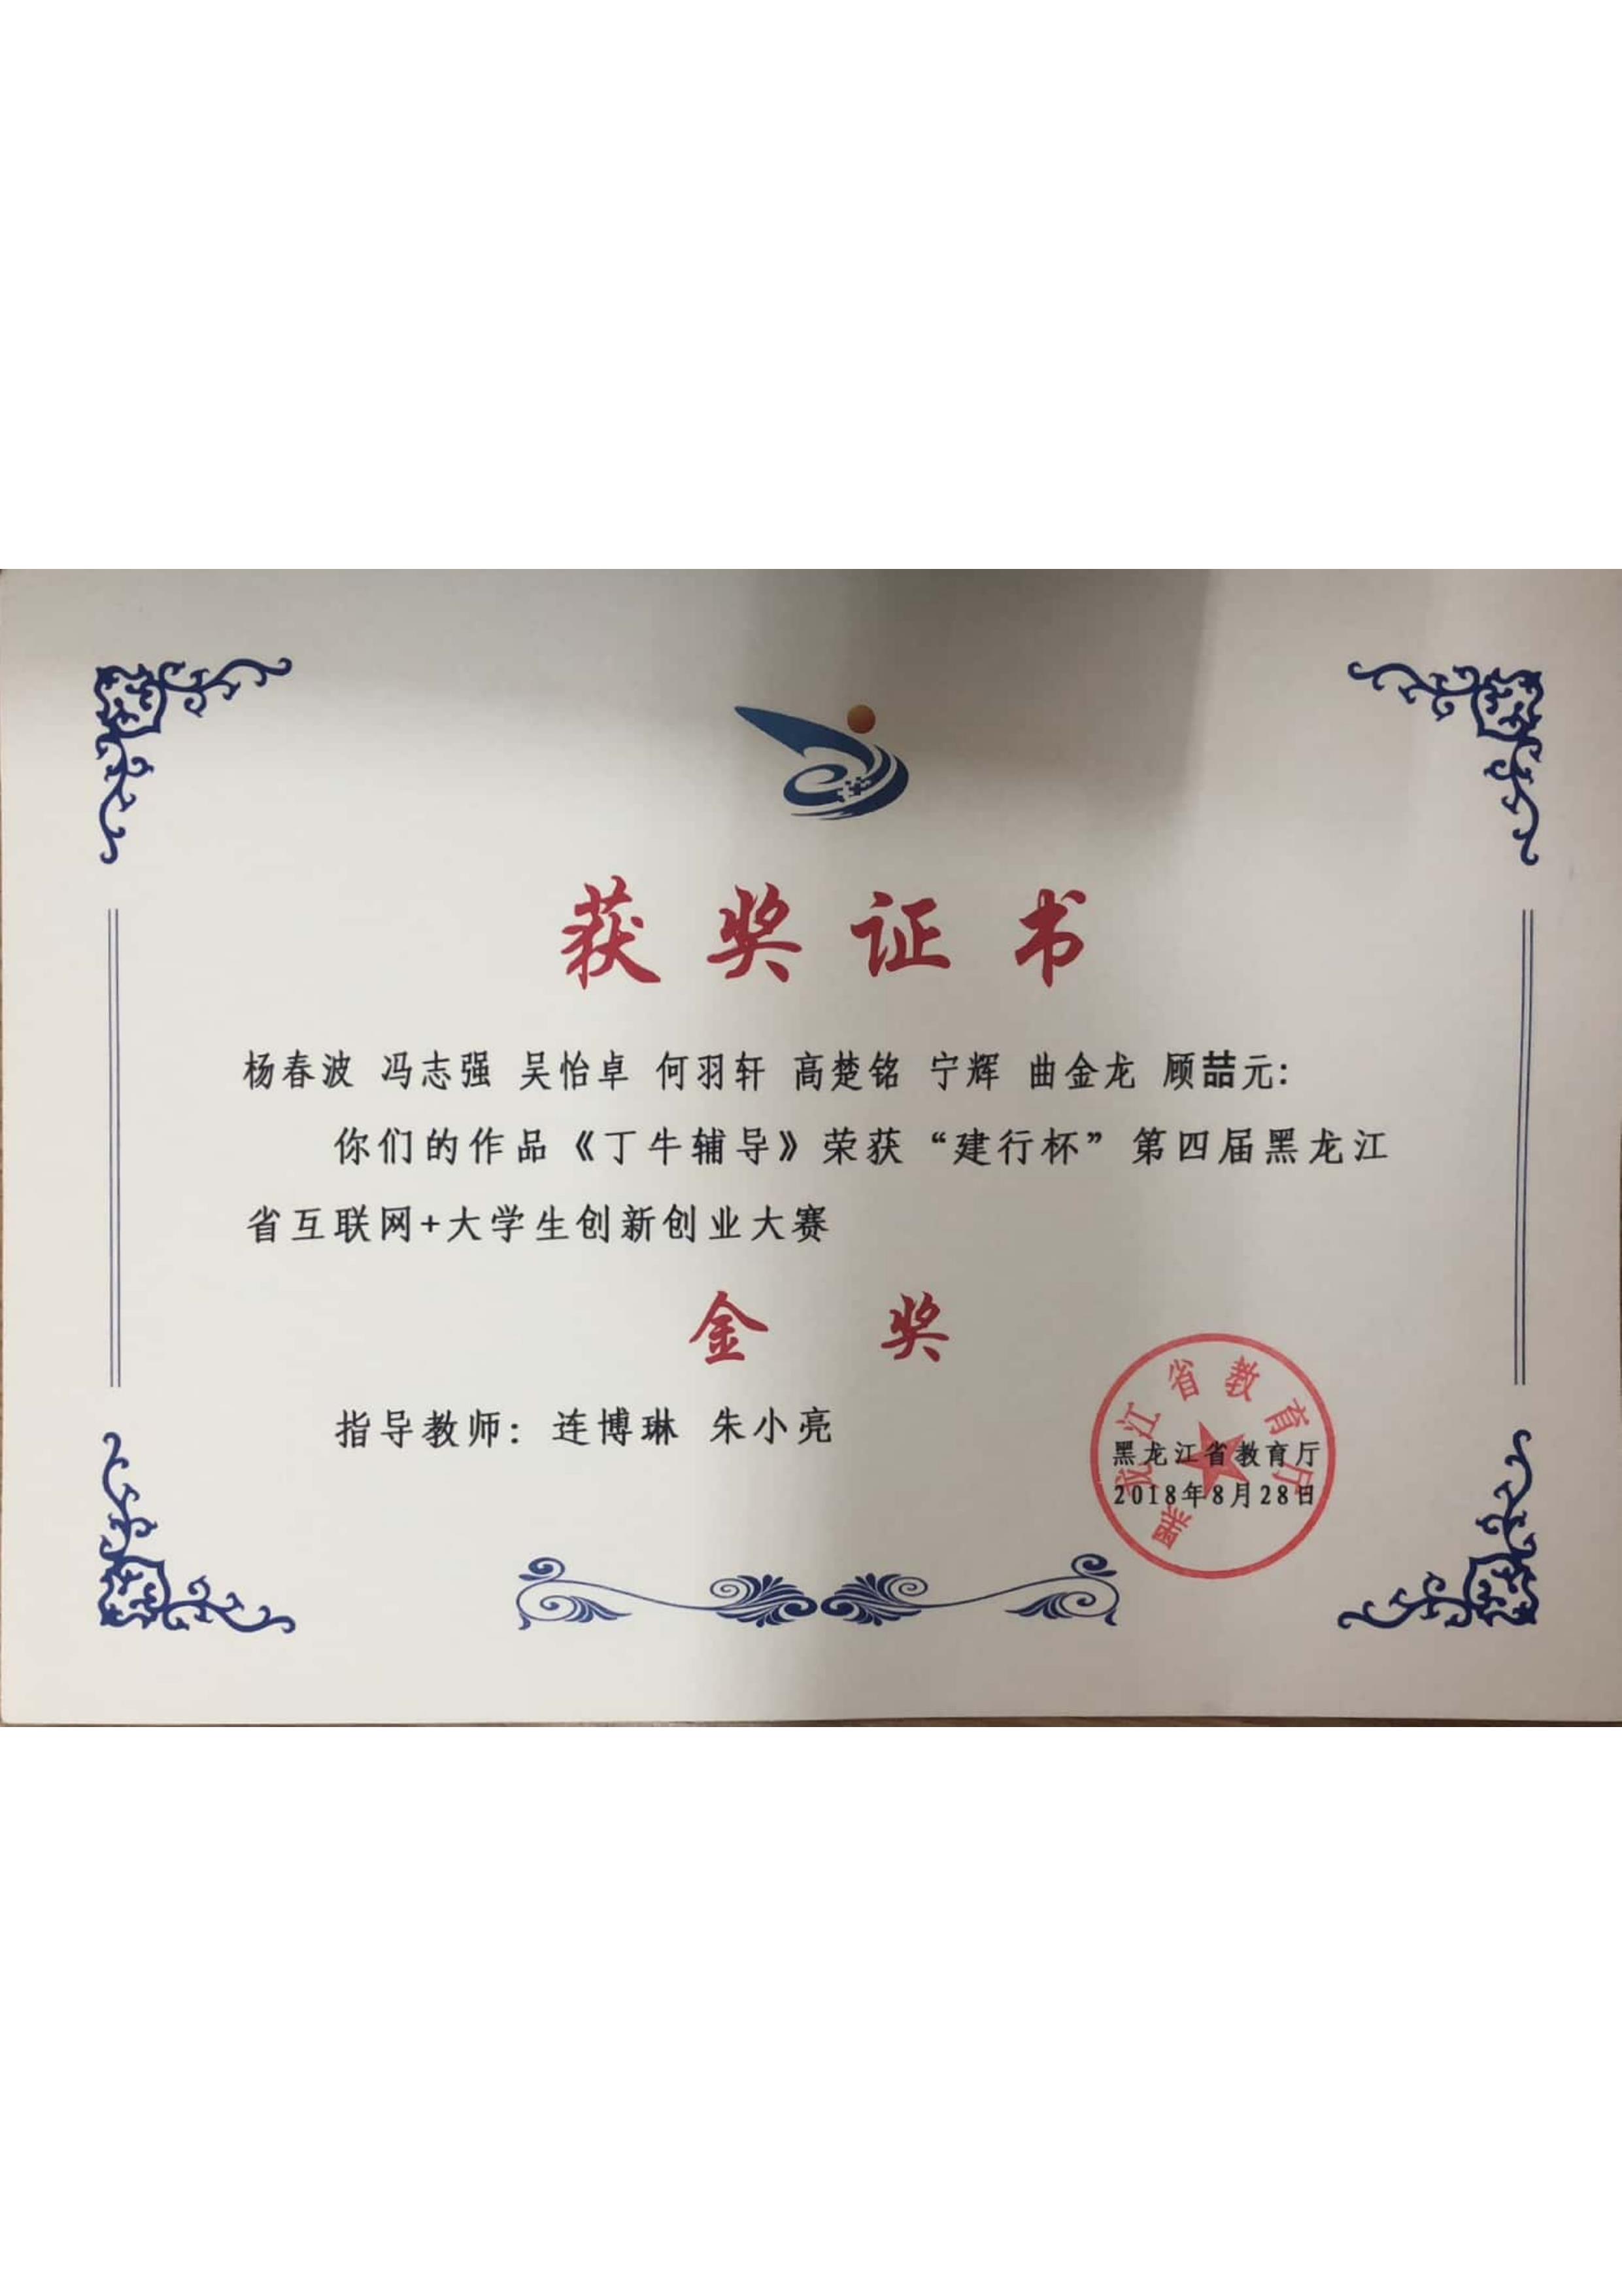 获奖证书
杨春波 冯志强 吴怡卓 何羽轩 高楚铭 宁辉 曲金龙 顾喆元：
你们的作品《丁牛辅导》荣获“建行杯”第四届黑龙江
省互联网+大学生创新创业大赛
金奖
指导教师：连博琳 朱小亮
黑龙江省教育厅
黑龙江省教育厅
2018年8月28日